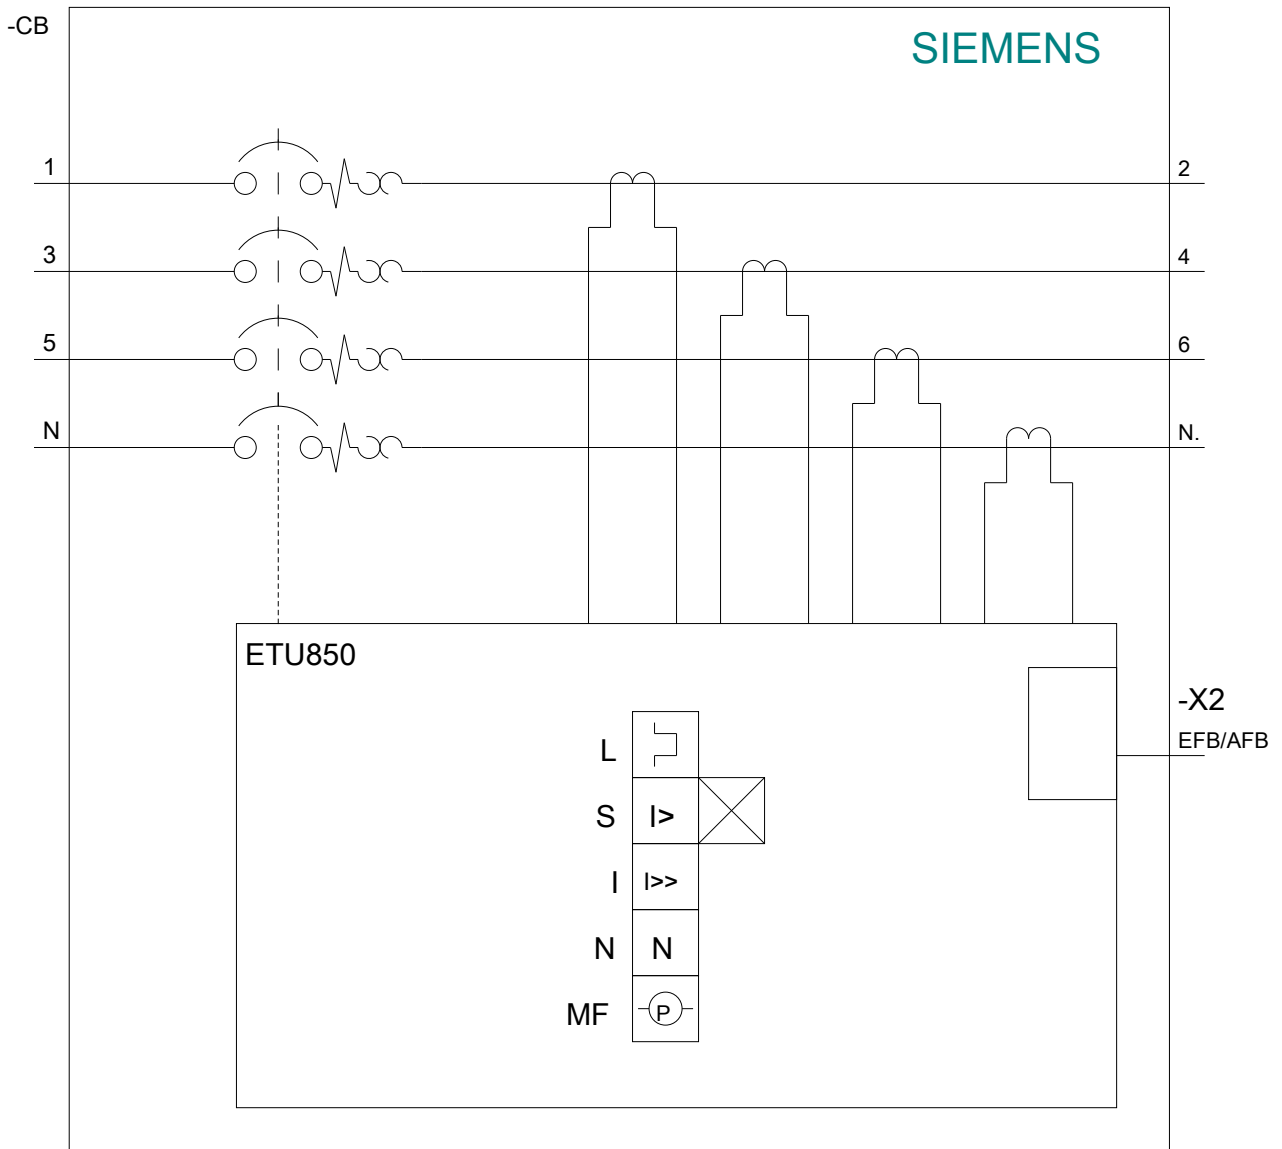 -CB
SIEMENS
1 2
3 4
5 6
N N.
ETU850
-X2
EFB/AFB
L
S I>
I I>>
N N
MF P